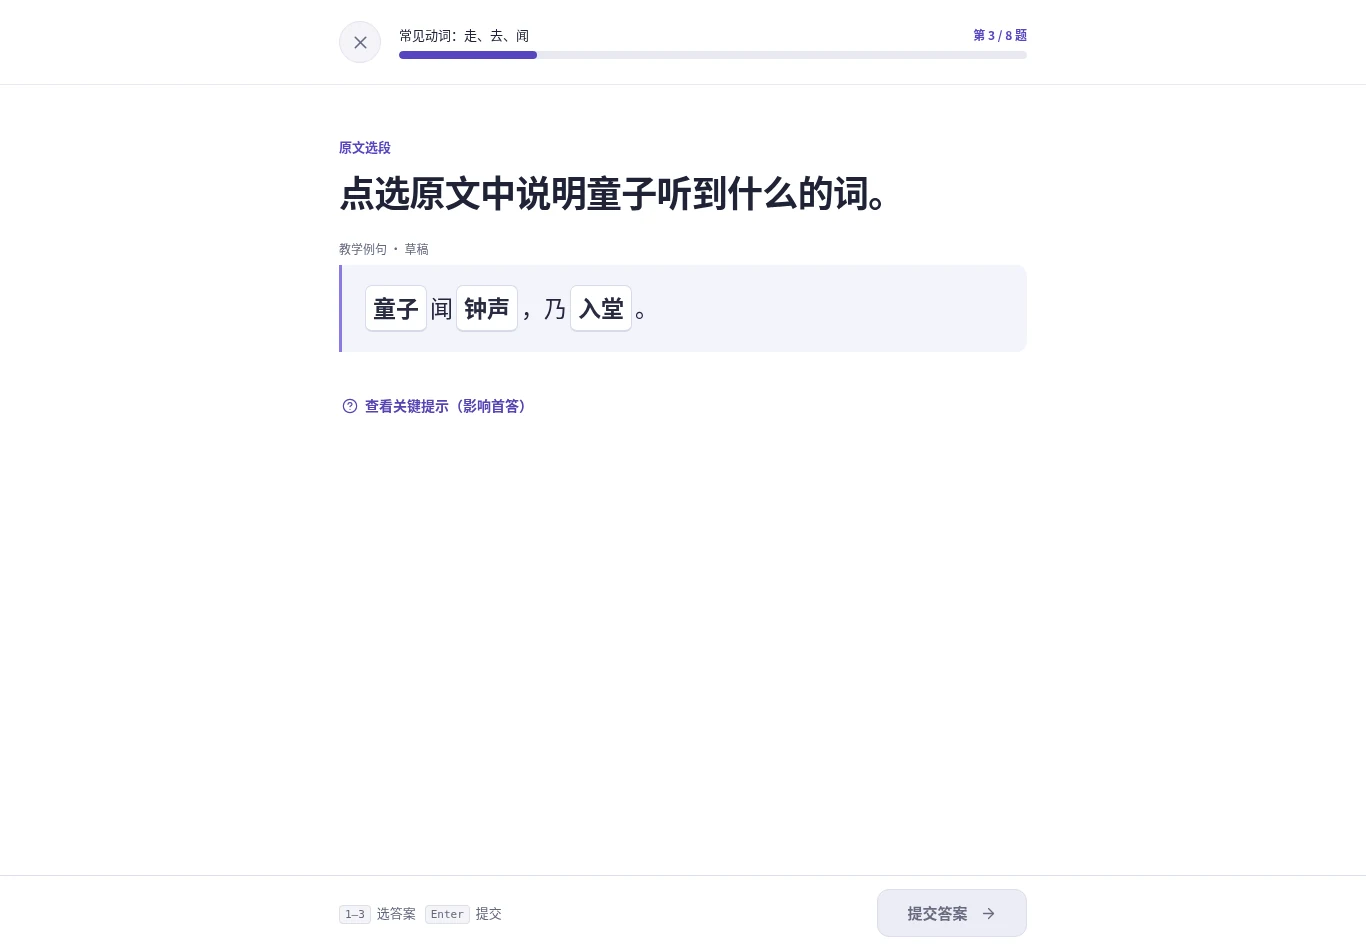 常见动词：走、去、闻
第 3 / 8 题
原文选段
点选原文中说明童子听到什么的词。
教学例句 · 草稿
童子 闻 钟声 ，乃 入堂 。
查看关键提示（影响首答）
1–3 选答案 Enter 提交
提交答案 →